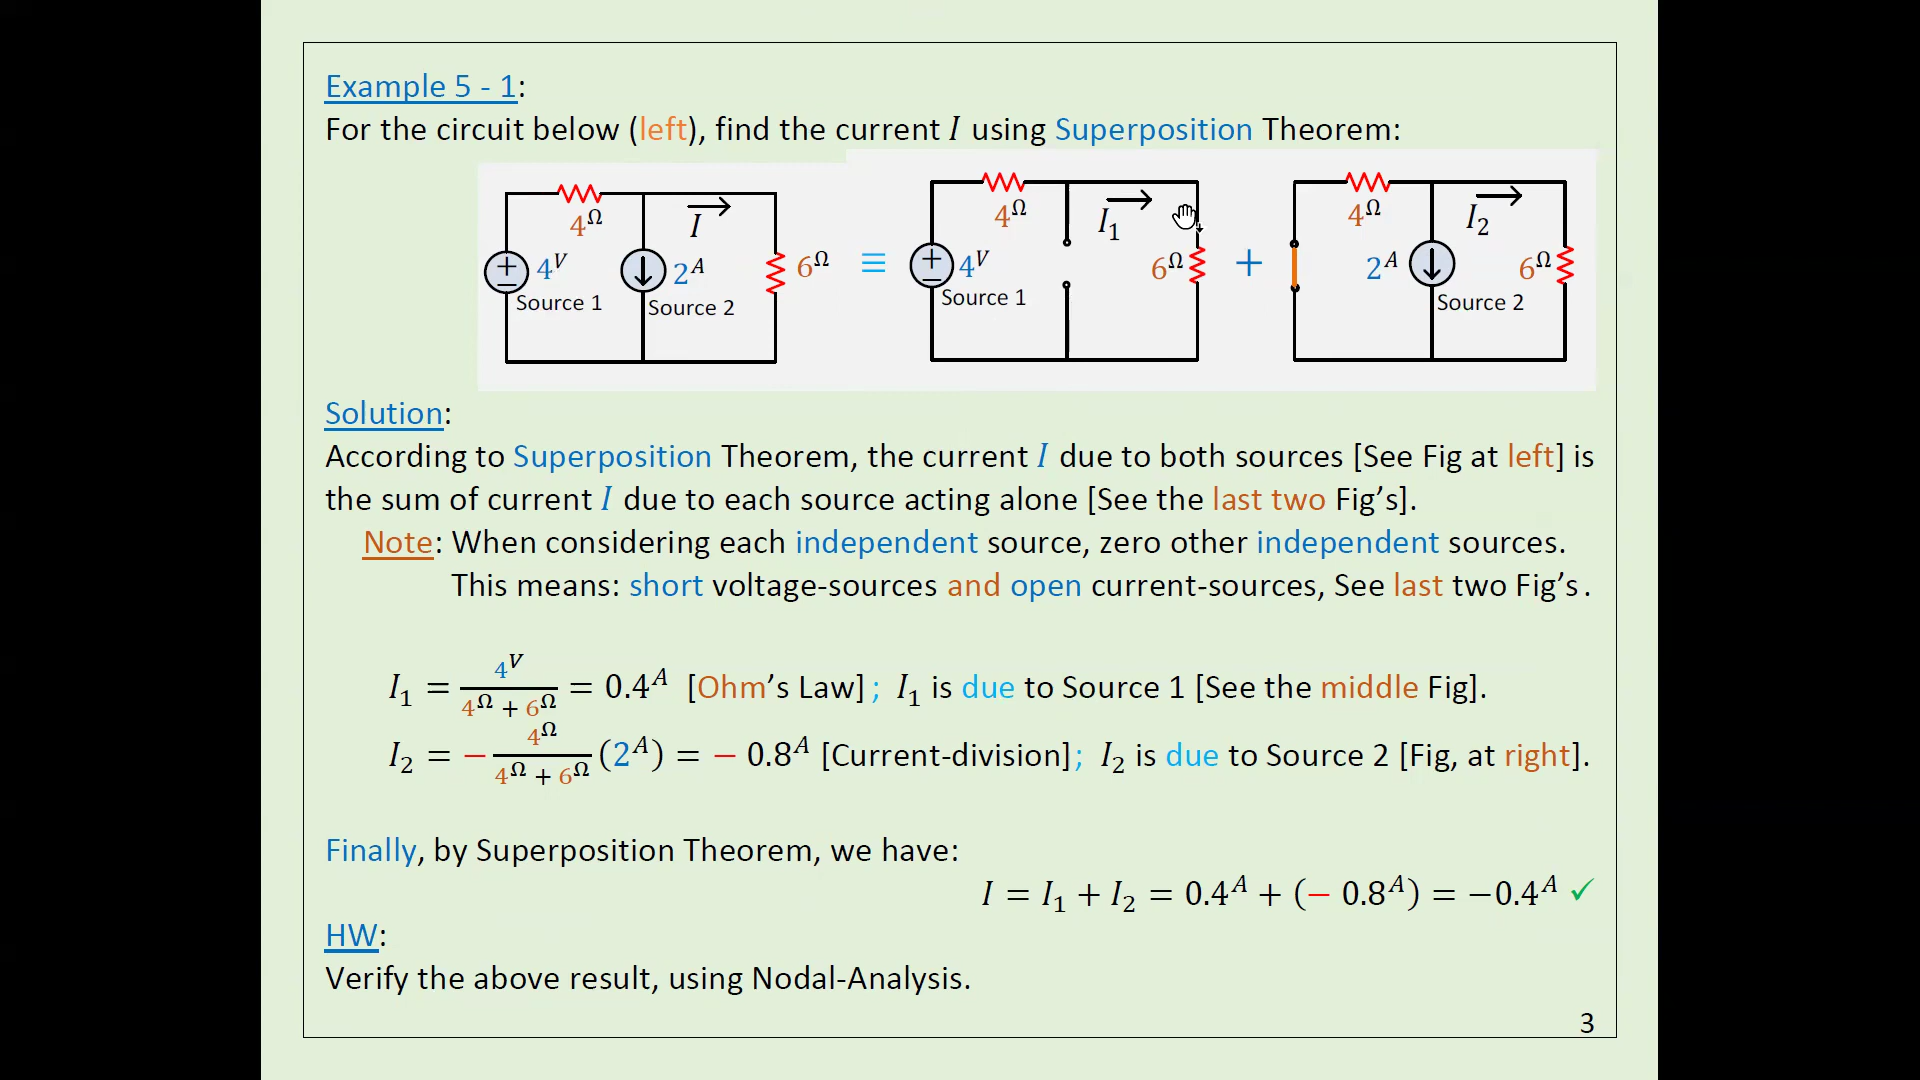 Example 5 - 1:
For the circuit below (left), find the current I using Superposition Theorem:
4Ω I 4V Source 1 2A Source 2 6Ω
≡
4Ω I₁ 4V Source 1 6Ω
+
4Ω I₂ 2A Source 2 6Ω
Solution:
According to Superposition Theorem, the current I due to both sources [See Fig at left] is
the sum of current I due to each source acting alone [See the last two Fig's].
Note: When considering each independent source, zero other independent sources.
This means: short voltage-sources and open current-sources, See last two Fig's.
I₁ = 4V / (4Ω + 6Ω) = 0.4A [Ohm's Law]; I₁ is due to Source 1 [See the middle Fig].
I₂ = − 4Ω / (4Ω + 6Ω) (2A) = − 0.8A [Current-division]; I₂ is due to Source 2 [Fig, at right].
Finally, by Superposition Theorem, we have:
I = I₁ + I₂ = 0.4A + (− 0.8A) = −0.4A ✓
HW:
Verify the above result, using Nodal-Analysis.
3